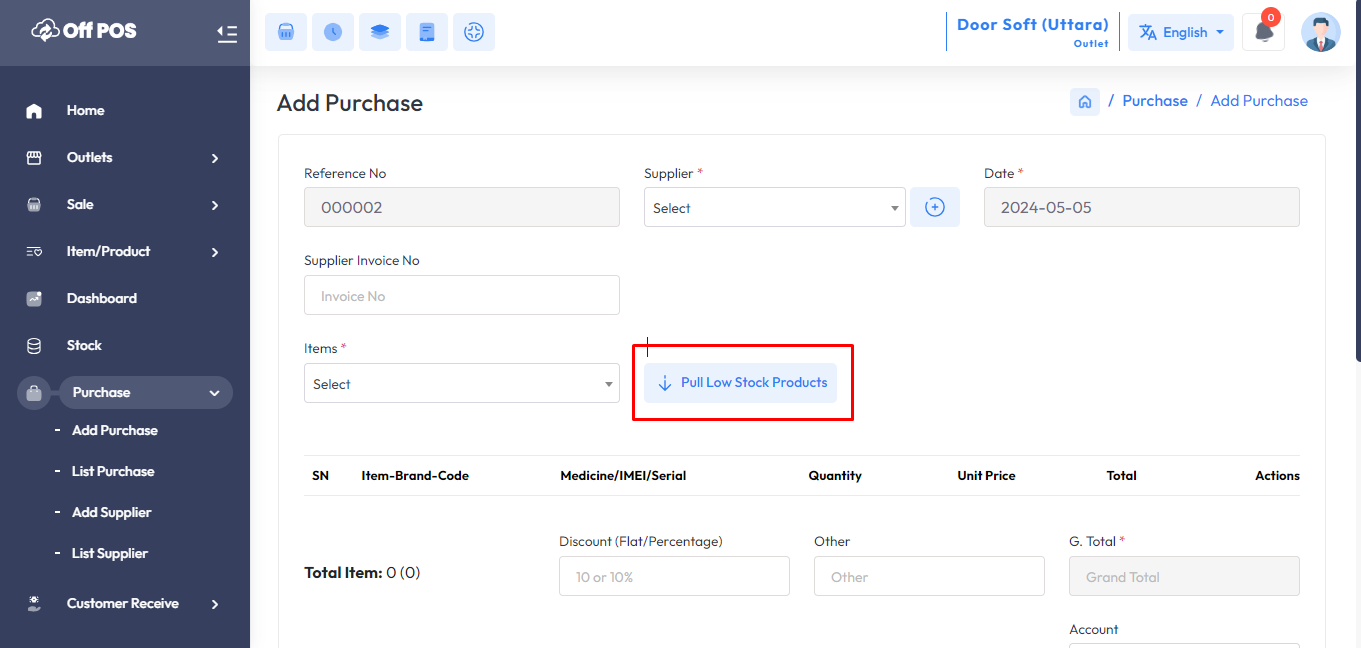 Off POS
Door Soft (Uttara)
Outlet
English
0
Home
Outlets
Sale
Item/Product
Dashboard
Stock
Purchase
- Add Purchase
- List Purchase
- Add Supplier
- List Supplier
Customer Receive
Add Purchase
/ Purchase / Add Purchase
Reference No
000002
Supplier *
Select
Date *
2024-05-05
Supplier Invoice No
Invoice No
Items *
Select
Pull Low Stock Products
SN Item-Brand-Code Medicine/IMEI/Serial Quantity Unit Price Total Actions
Total Item: 0 (0)
Discount (Flat/Percentage)
10 or 10%
Other
Other
G. Total *
Grand Total
Account